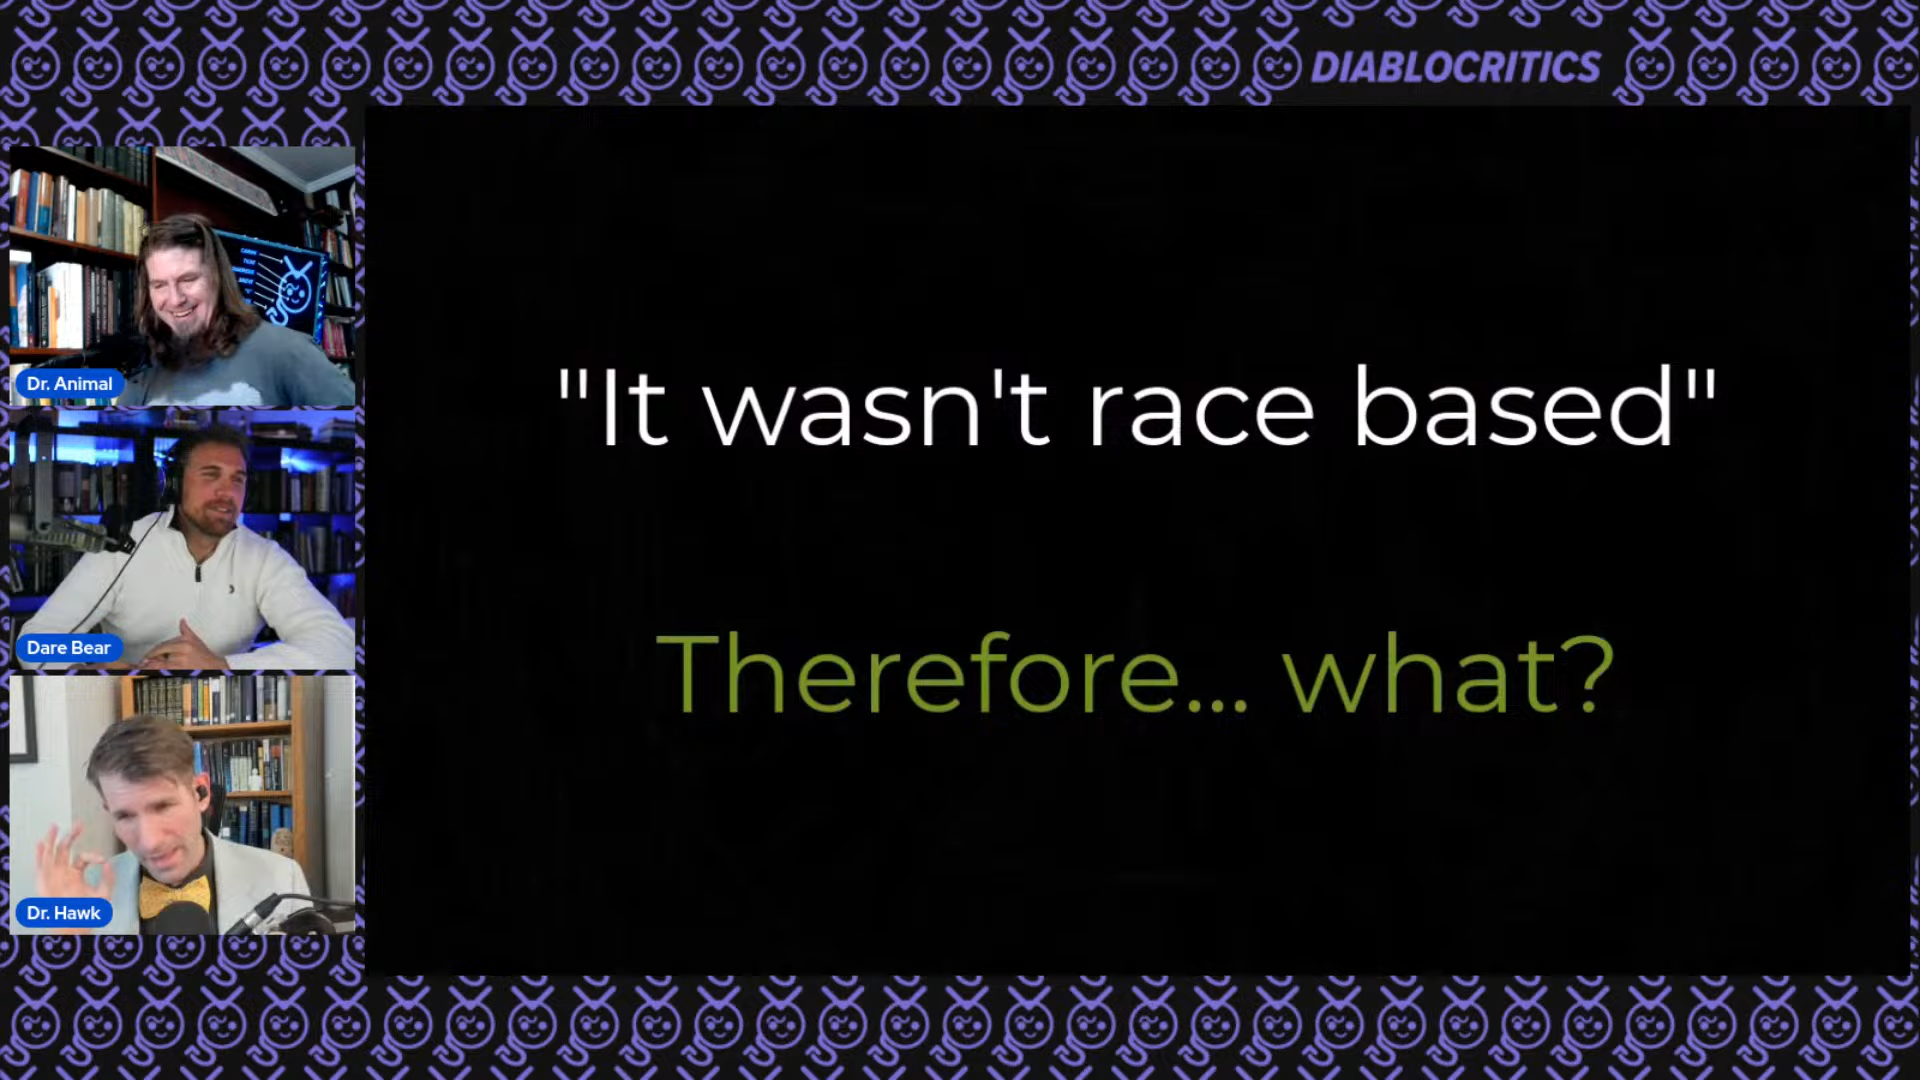 DIABLOCRITICS
Dr. Animal
Dare Bear
Dr. Hawk
"It wasn't race based"
Therefore... what?